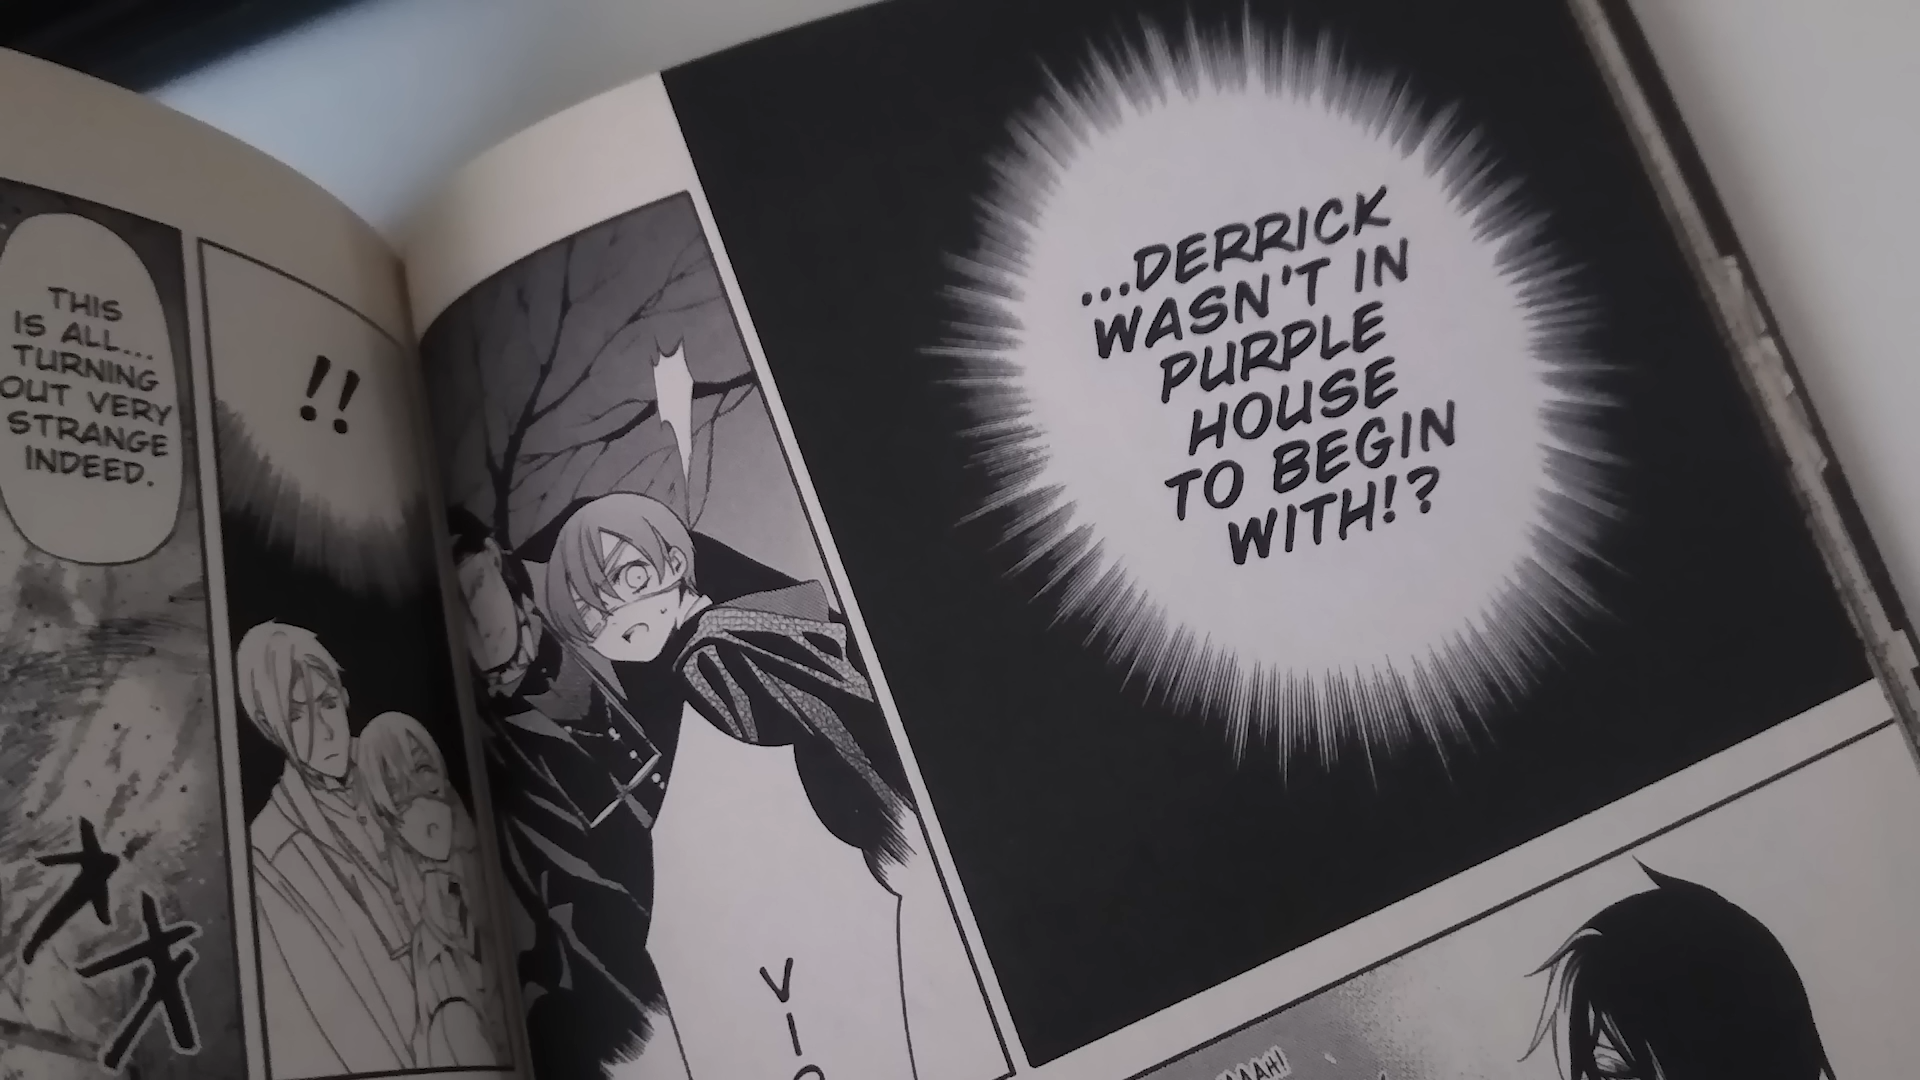 THIS
IS ALL...
TURNING
OUT VERY
STRANGE
INDEED.
!!
...DERRICK
WASN'T IN
PURPLE
HOUSE
TO BEGIN
WITH!?
V
I